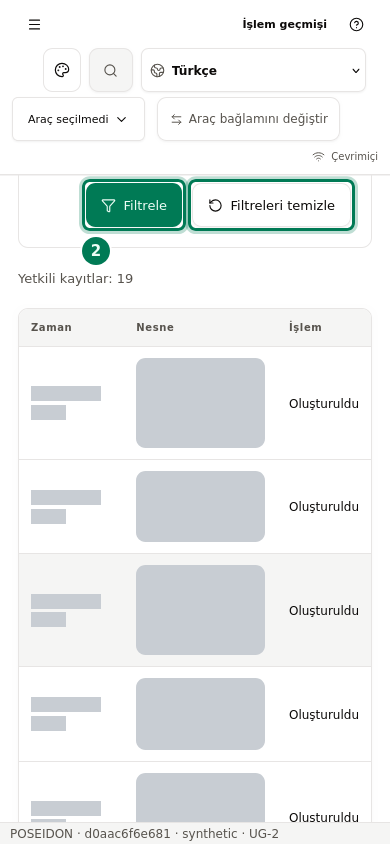 İşlem geçmişi
Türkçe
Araç seçilmedi
Araç bağlamını değiştir
Çevrimiçi
Filtrele
Filtreleri temizle
2
Yetkili kayıtlar: 19
Zaman Nesne İşlem
Oluşturuldu
Oluşturuldu
Oluşturuldu
Oluşturuldu
Oluşturuldu
POSEIDON · d0aac6f6e681 · synthetic · UG-2